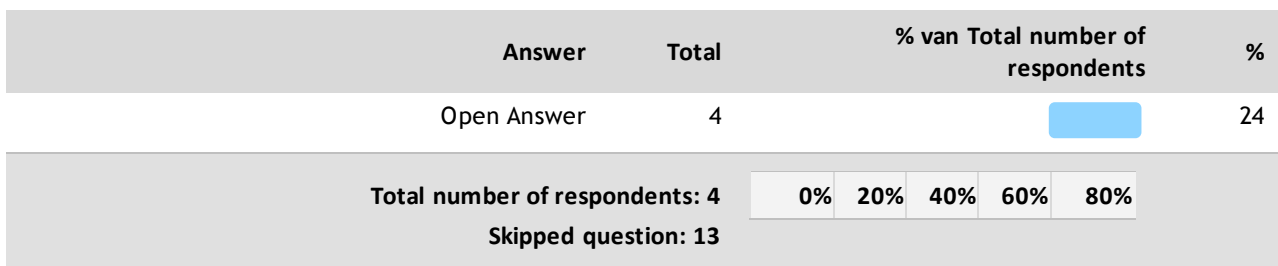 Answer Total % van Total number of respondents %
Open Answer 4 24
Total number of respondents: 4 0% 20% 40% 60% 80%
Skipped question: 13